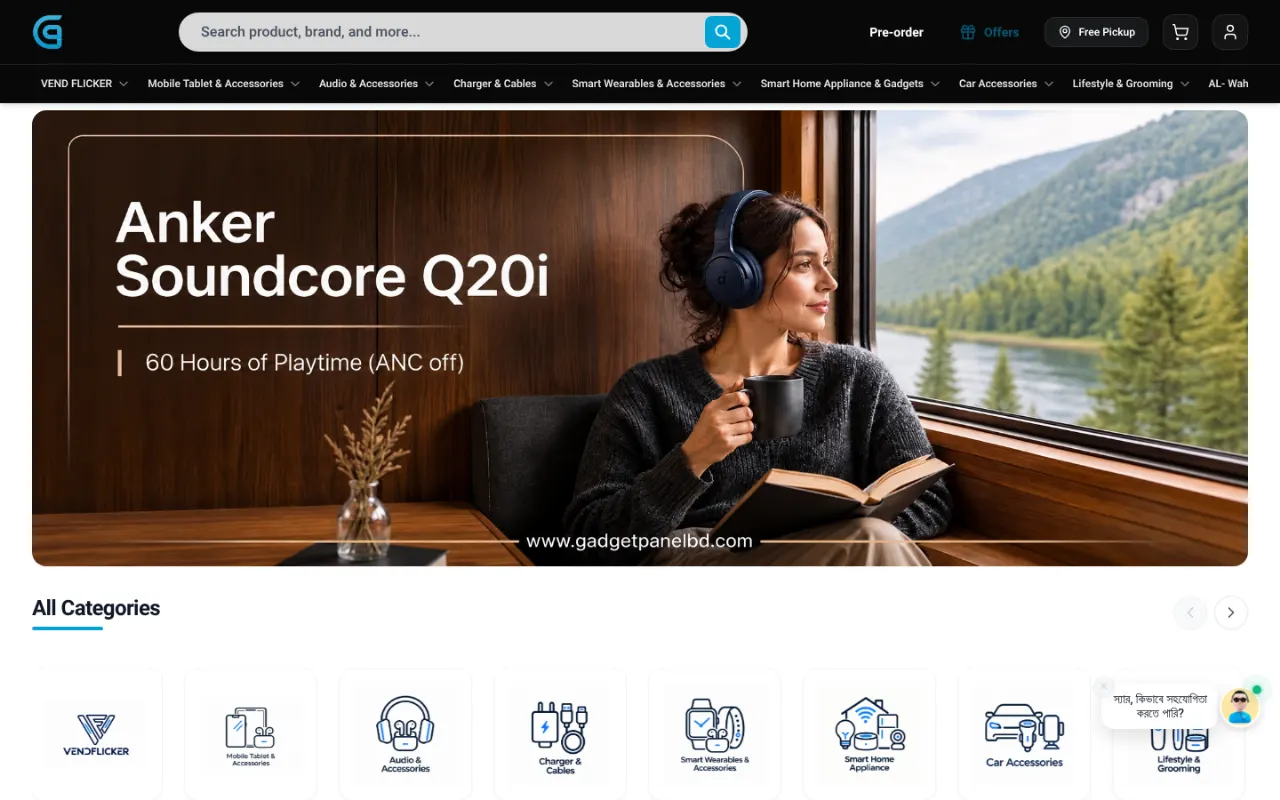 Search product, brand, and more...
Pre-order
Offers
Free Pickup
VEND FLICKER
Mobile Tablet & Accessories
Audio & Accessories
Charger & Cables
Smart Wearables & Accessories
Smart Home Appliance & Gadgets
Car Accessories
Lifestyle & Grooming
AL- Wah
Anker
Soundcore Q20i
60 Hours of Playtime (ANC off)
www.gadgetpanelbd.com
All Categories
VENDFLICKER
Mobile Tablet &
Accessories
Audio &
Accessories
Charger &
Cables
Smart Wearables &
Accessories
Smart Home
Appliance
Car Accessories
Lifestyle &
Grooming
স্যার, কিভাবে সহযোগিতা
করতে পারি?